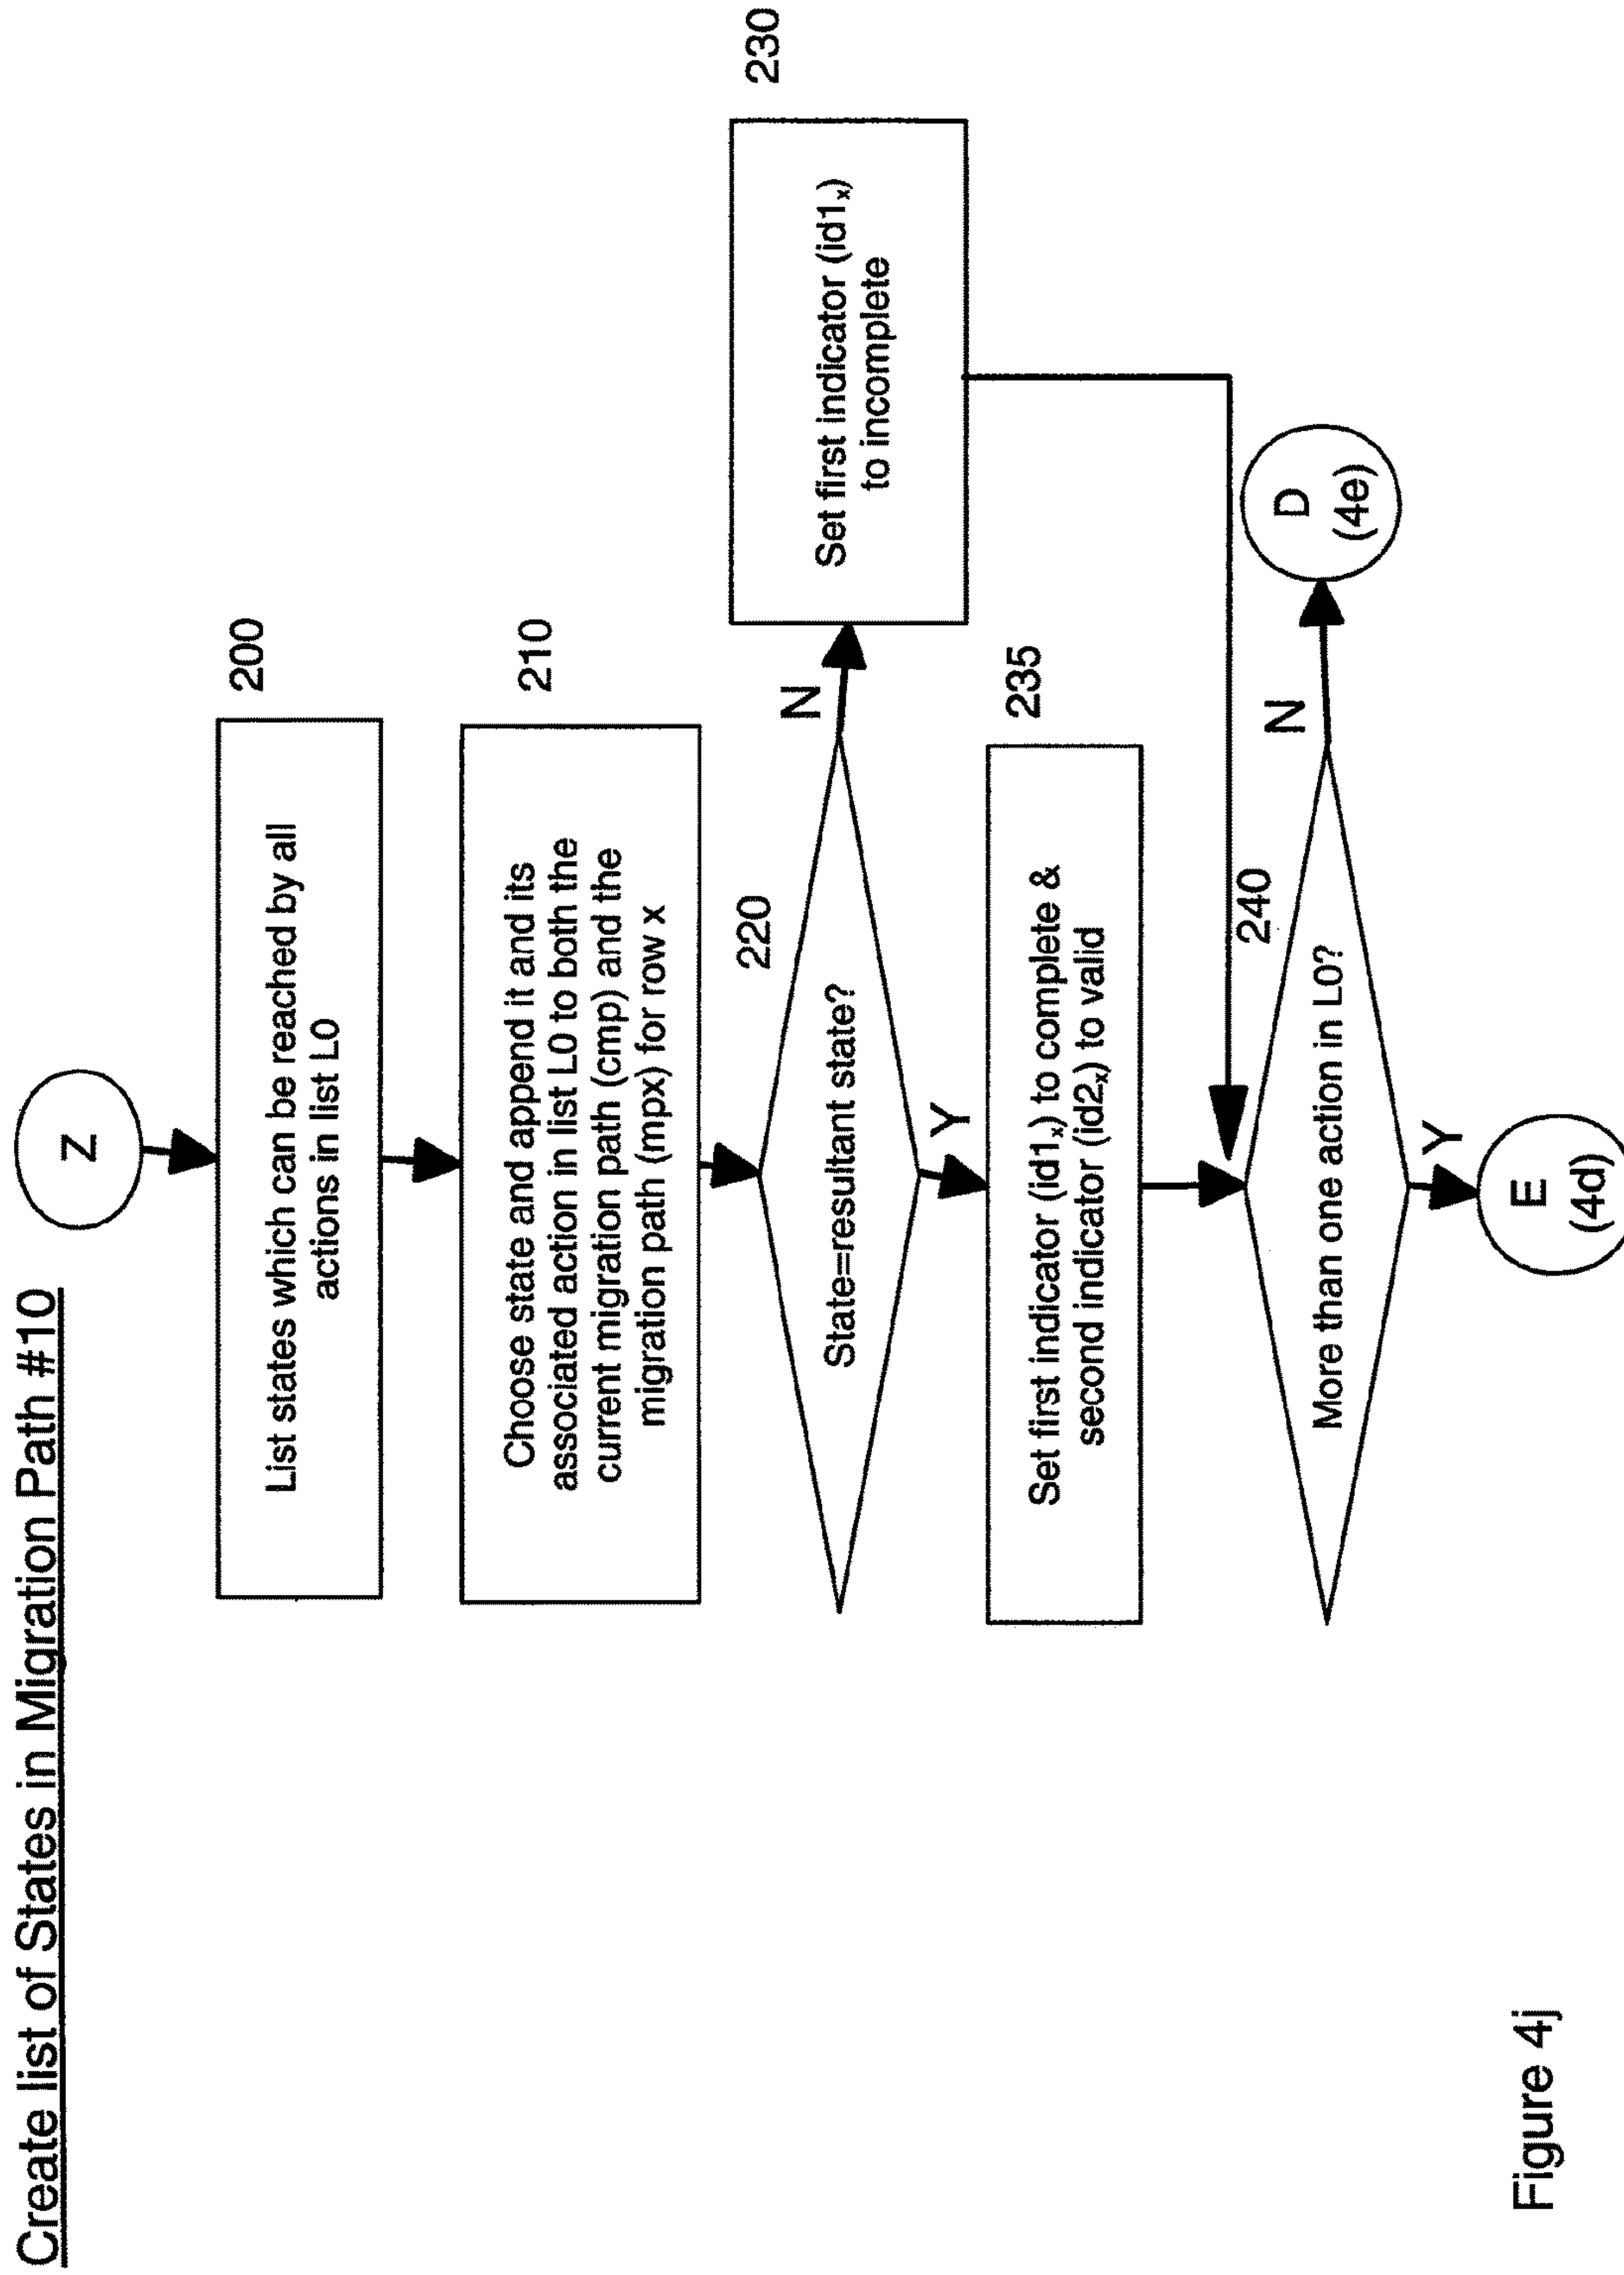 Create list of States in Migration Path #10
Z
200
List states which can be reached by all
actions in list L0
210
Choose state and append it and its
associated action in list L0 to both the
current migration path (cmp) and the
migration path (mpx) for row x
220
State=resultant state?
N
230
Set first indicator (id1x)
to incomplete
Y
235
Set first indicator (id1x) to complete &
second indicator (id2x) to valid
240
More than one action in L0?
N
D
(4e)
Y
E
(4d)
Figure 4j